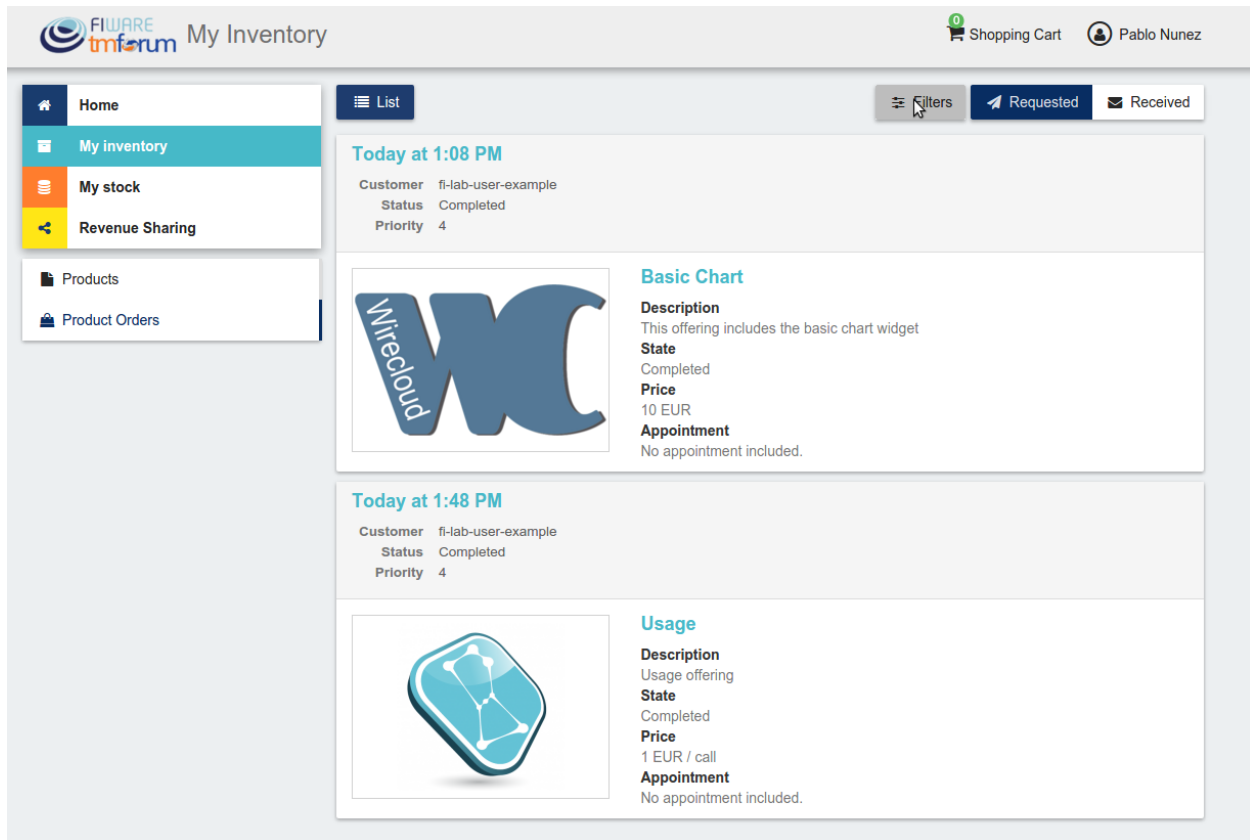 FIWARE
tmforum
My Inventory
0
Shopping Cart
Pablo Nunez
Home
My inventory
My stock
Revenue Sharing
Products
Product Orders
List
Filters
Requested
Received
Today at 1:08 PM
Customer fi-lab-user-example
Status Completed
Priority 4
Wirecloud
WC
Basic Chart
Description
This offering includes the basic chart widget
State
Completed
Price
10 EUR
Appointment
No appointment included.
Today at 1:48 PM
Customer fi-lab-user-example
Status Completed
Priority 4
Usage
Description
Usage offering
State
Completed
Price
1 EUR / call
Appointment
No appointment included.